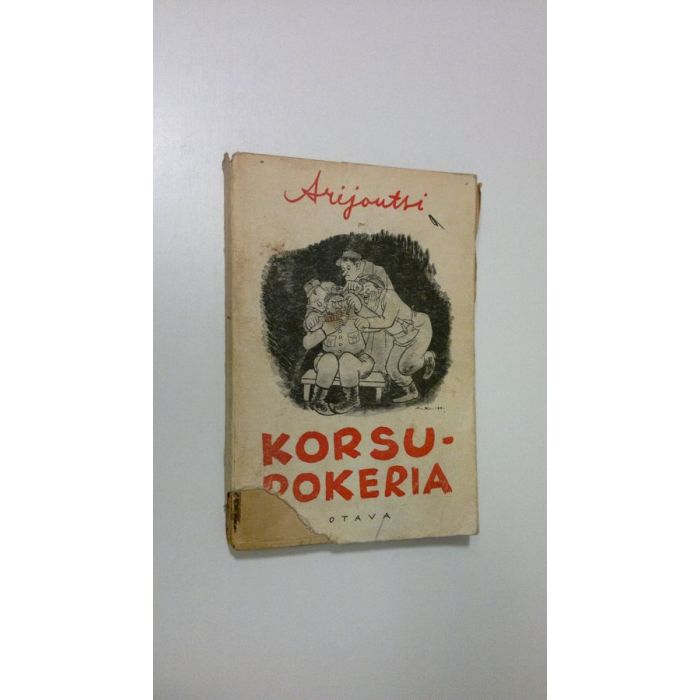 Arijoutsi
KORSU-
POKERIA
OTAVA